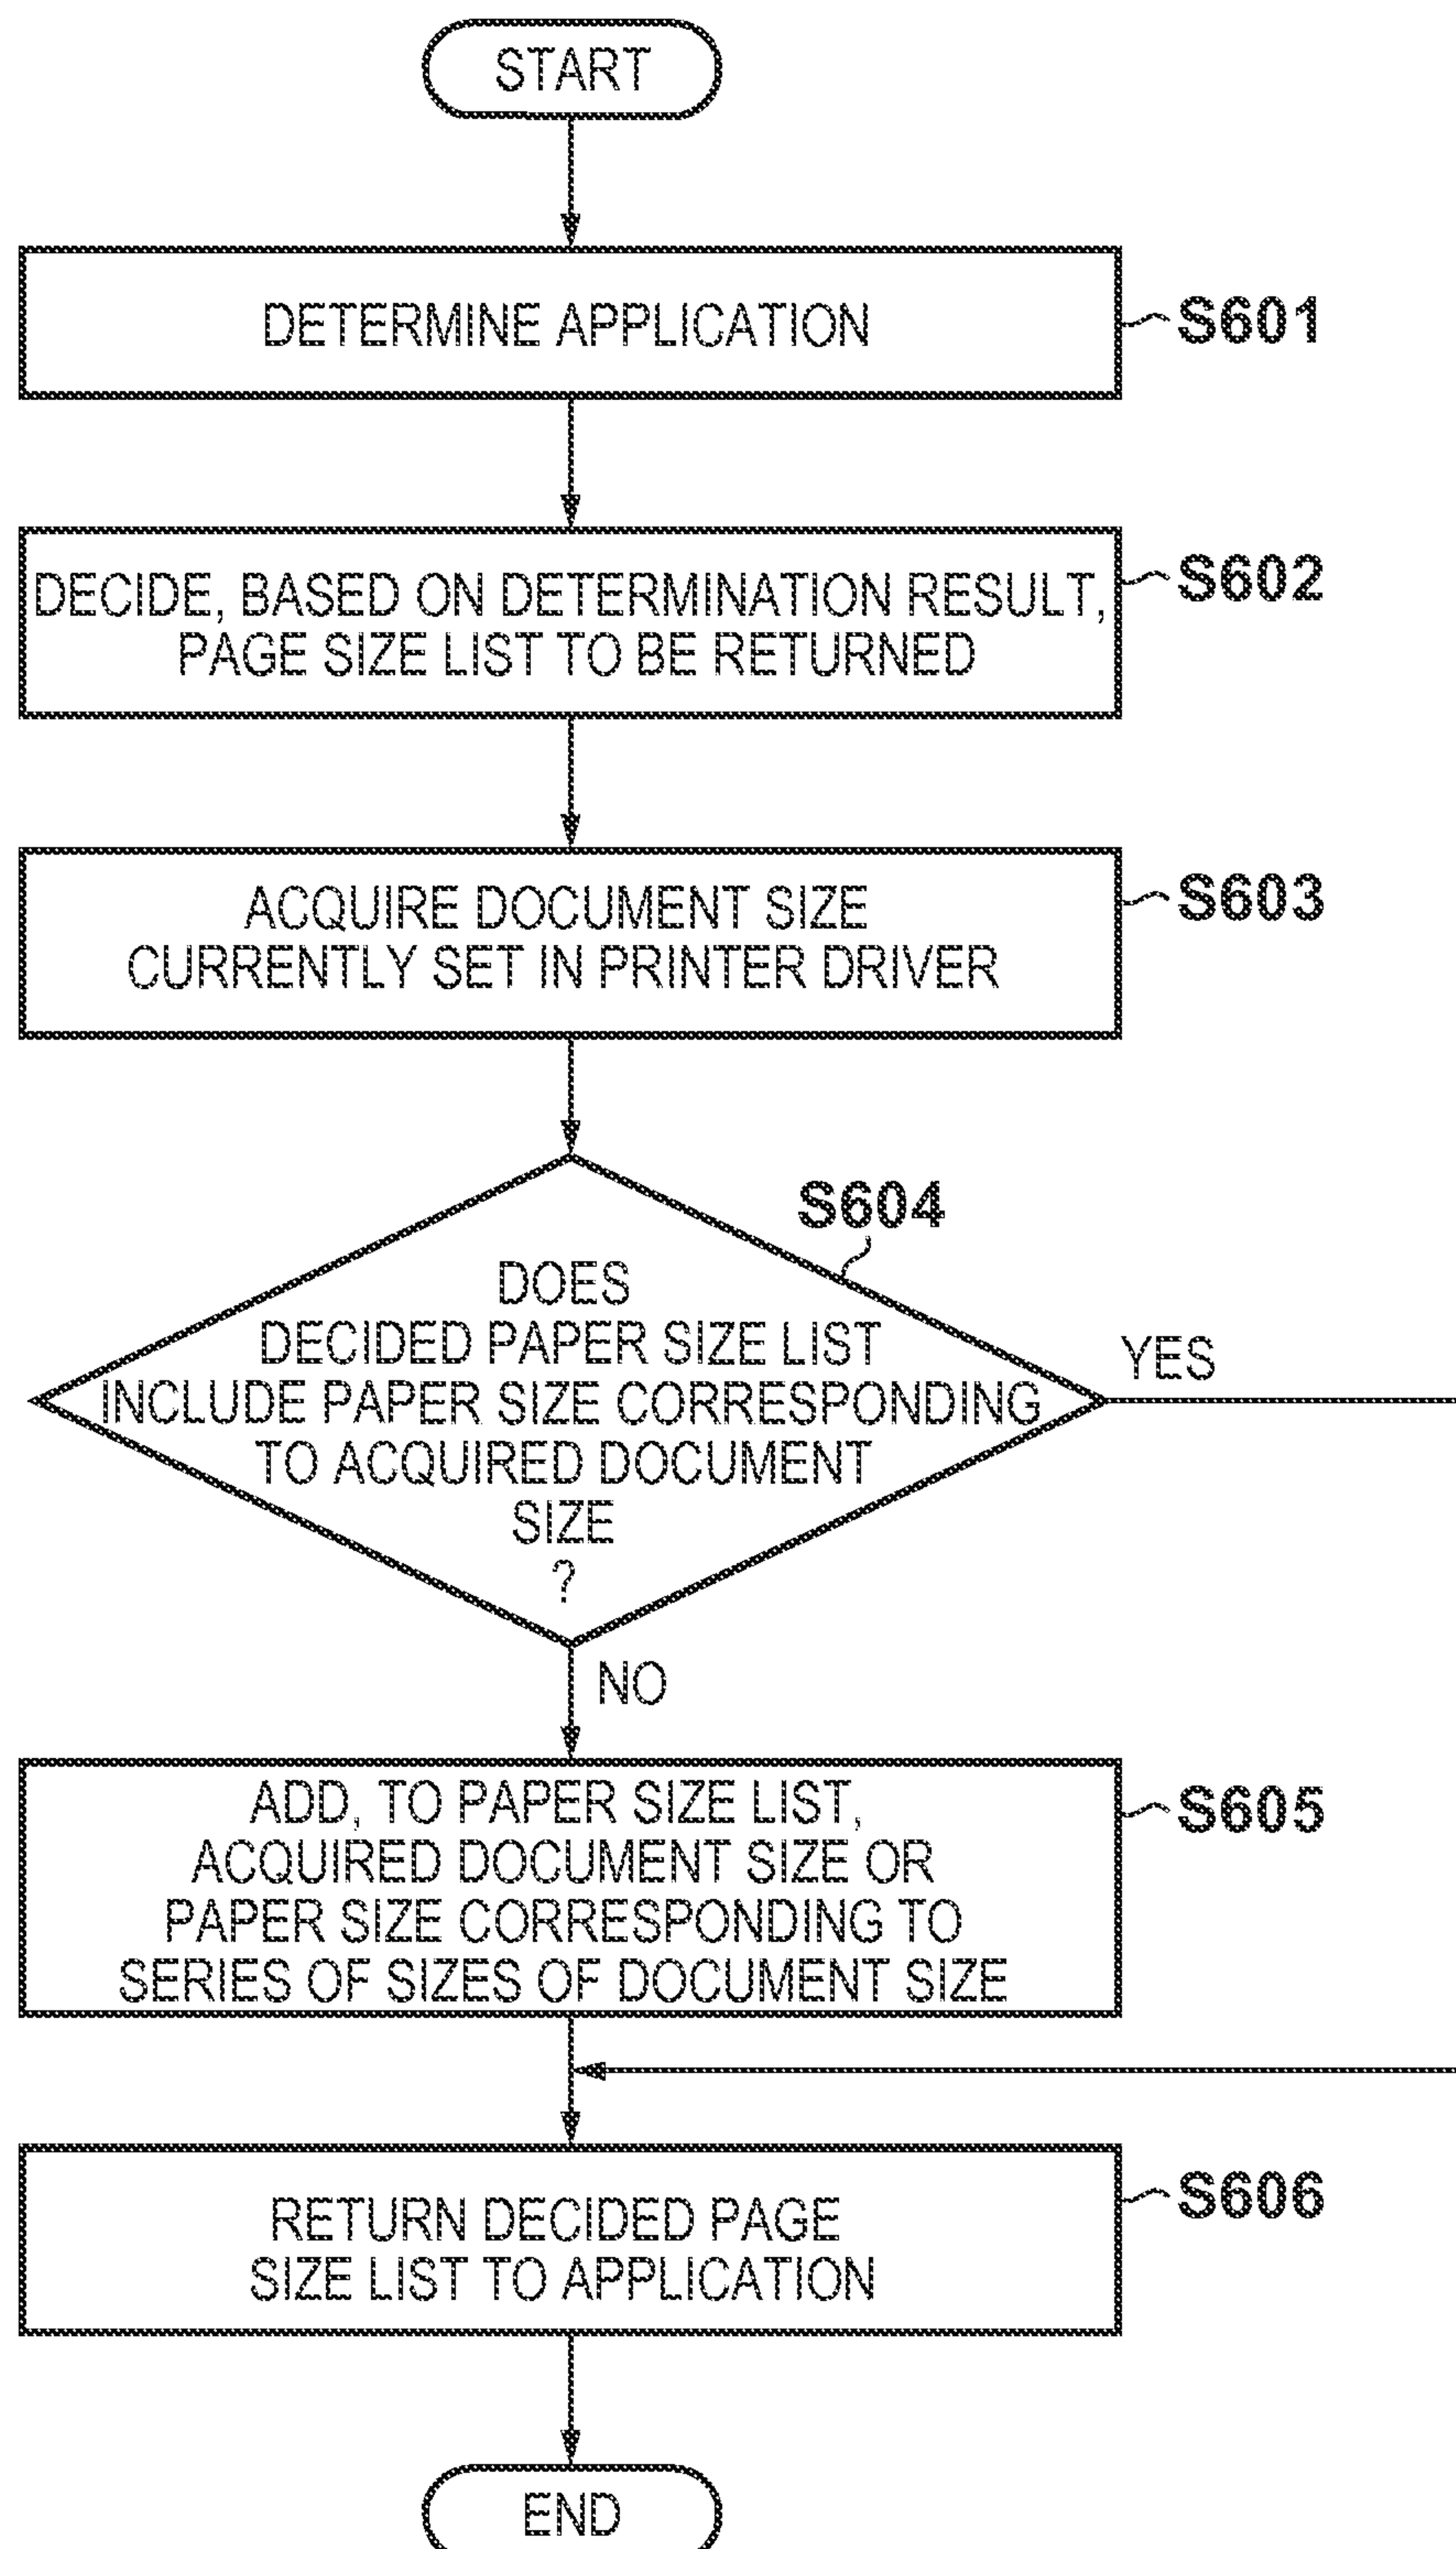 START
DETERMINE APPLICATION
S601
DECIDE, BASED ON DETERMINATION RESULT,
PAGE SIZE LIST TO BE RETURNED
S602
ACQUIRE DOCUMENT SIZE
CURRENTLY SET IN PRINTER DRIVER
S603
S604
DOES
DECIDED PAPER SIZE LIST
INCLUDE PAPER SIZE CORRESPONDING
TO ACQUIRED DOCUMENT
SIZE
?
YES
NO
ADD, TO PAPER SIZE LIST,
ACQUIRED DOCUMENT SIZE OR
PAPER SIZE CORRESPONDING TO
SERIES OF SIZES OF DOCUMENT SIZE
S605
RETURN DECIDED PAGE
SIZE LIST TO APPLICATION
S606
END